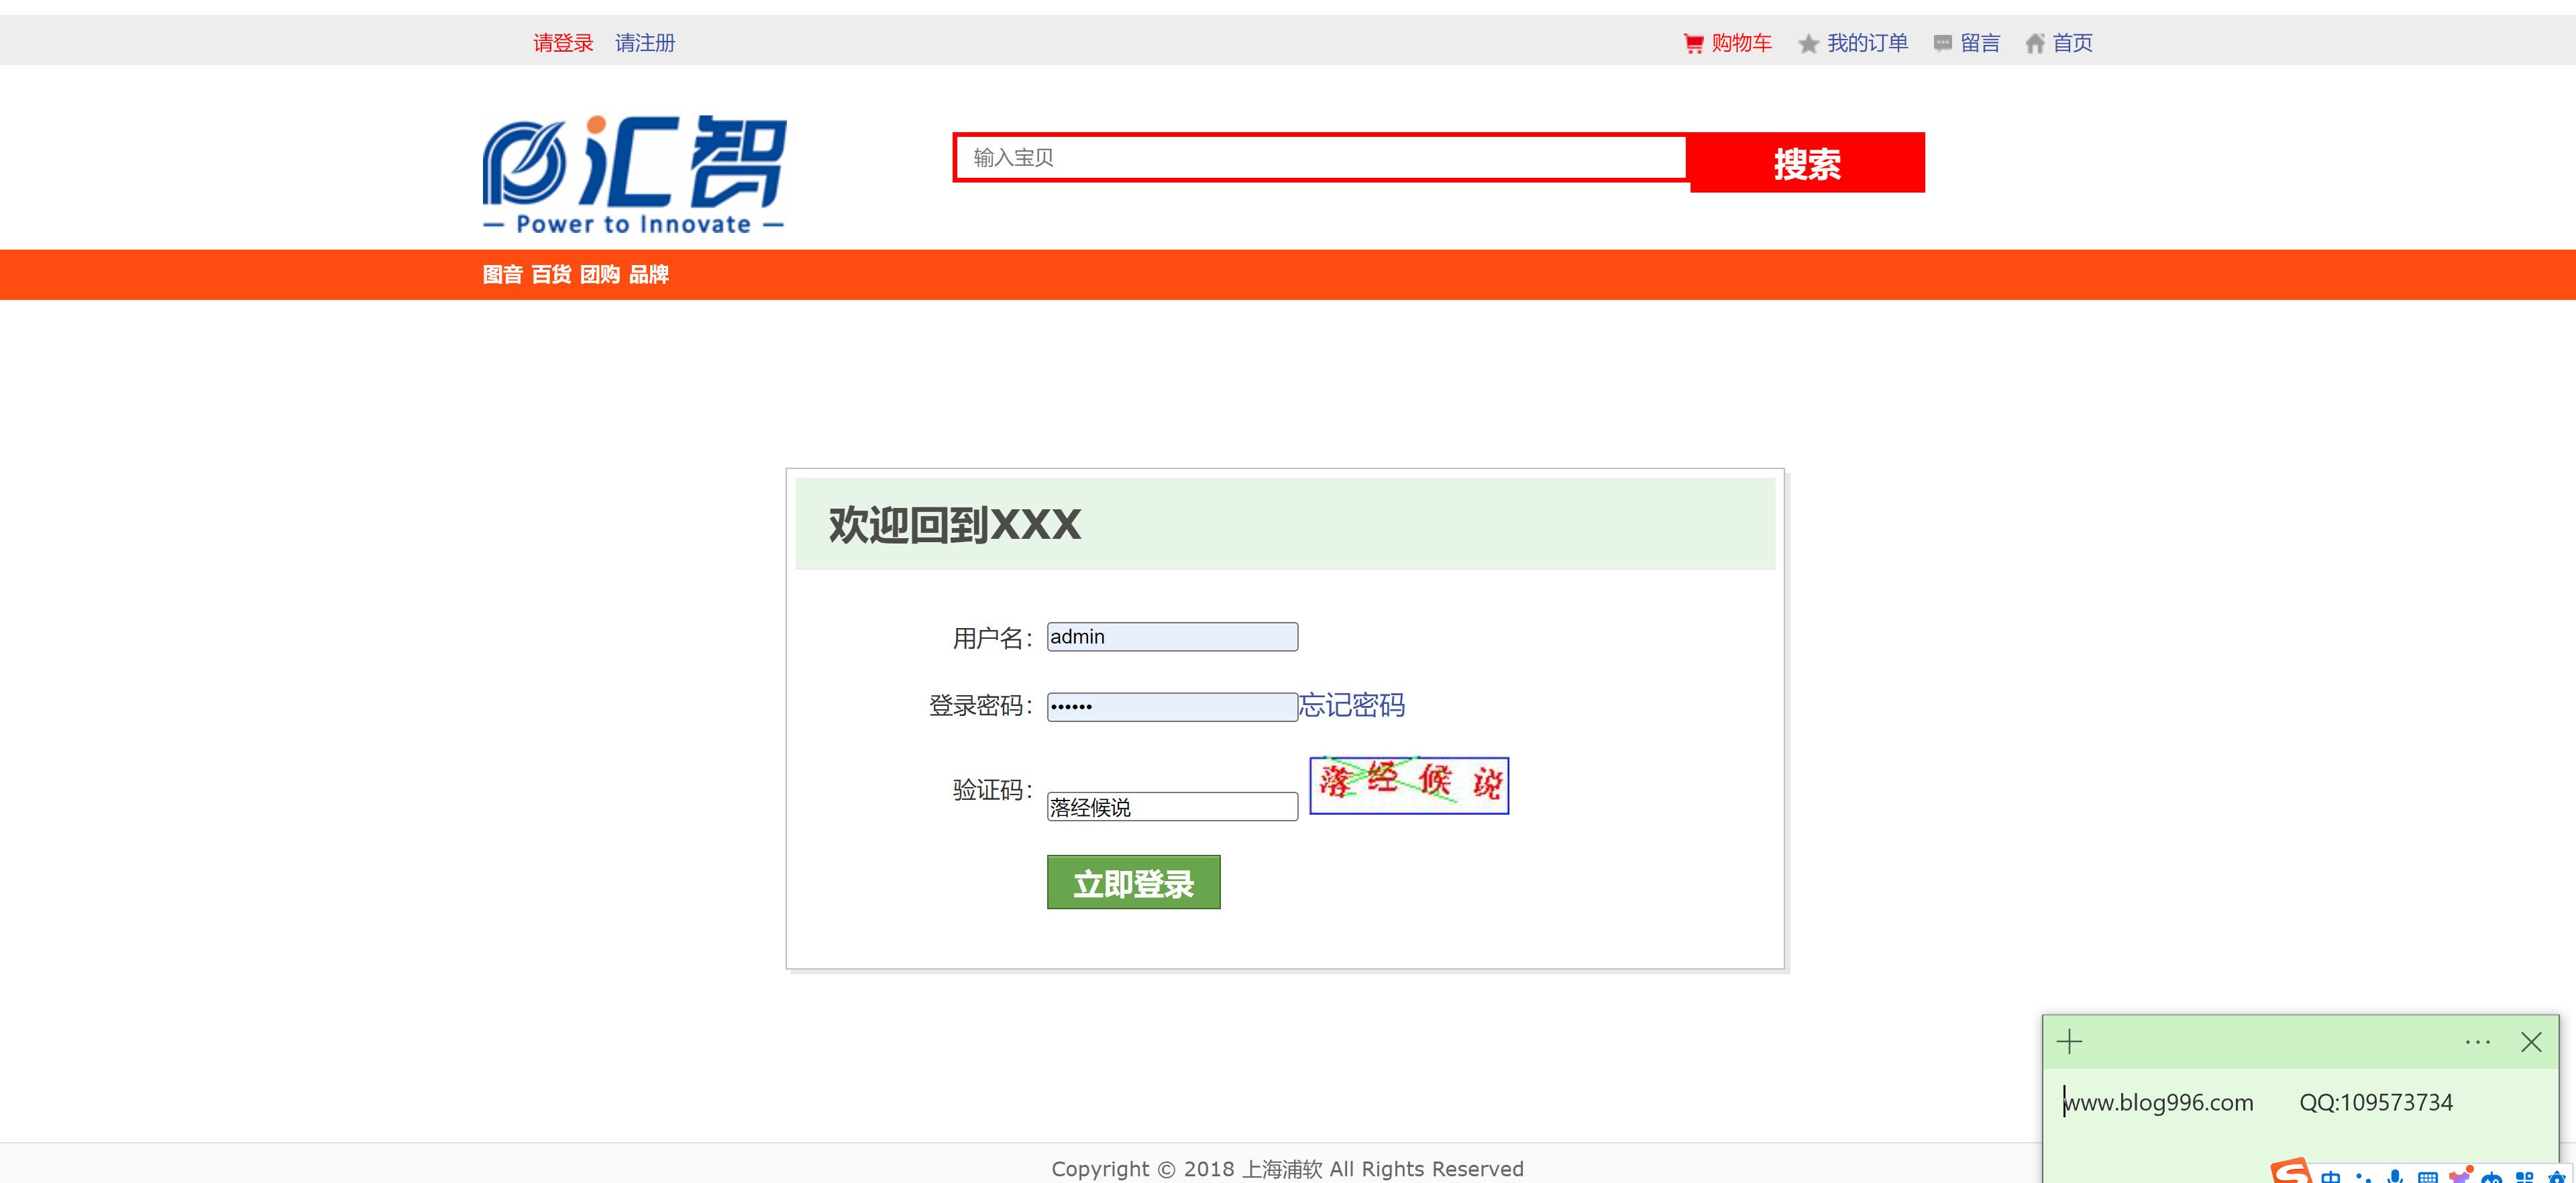 请登录 请注册 购物车 我的订单 留言 首页
汇智
— Power to Innovate —
输入宝贝 搜索
图音 百货 团购 品牌
欢迎回到XXX
用户名： admin
登录密码： •••••• 忘记密码
验证码： 落经候说 落经候说
立即登录
www.blog996.com QQ:109573734
Copyright © 2018 上海浦软 All Rights Reserved
中